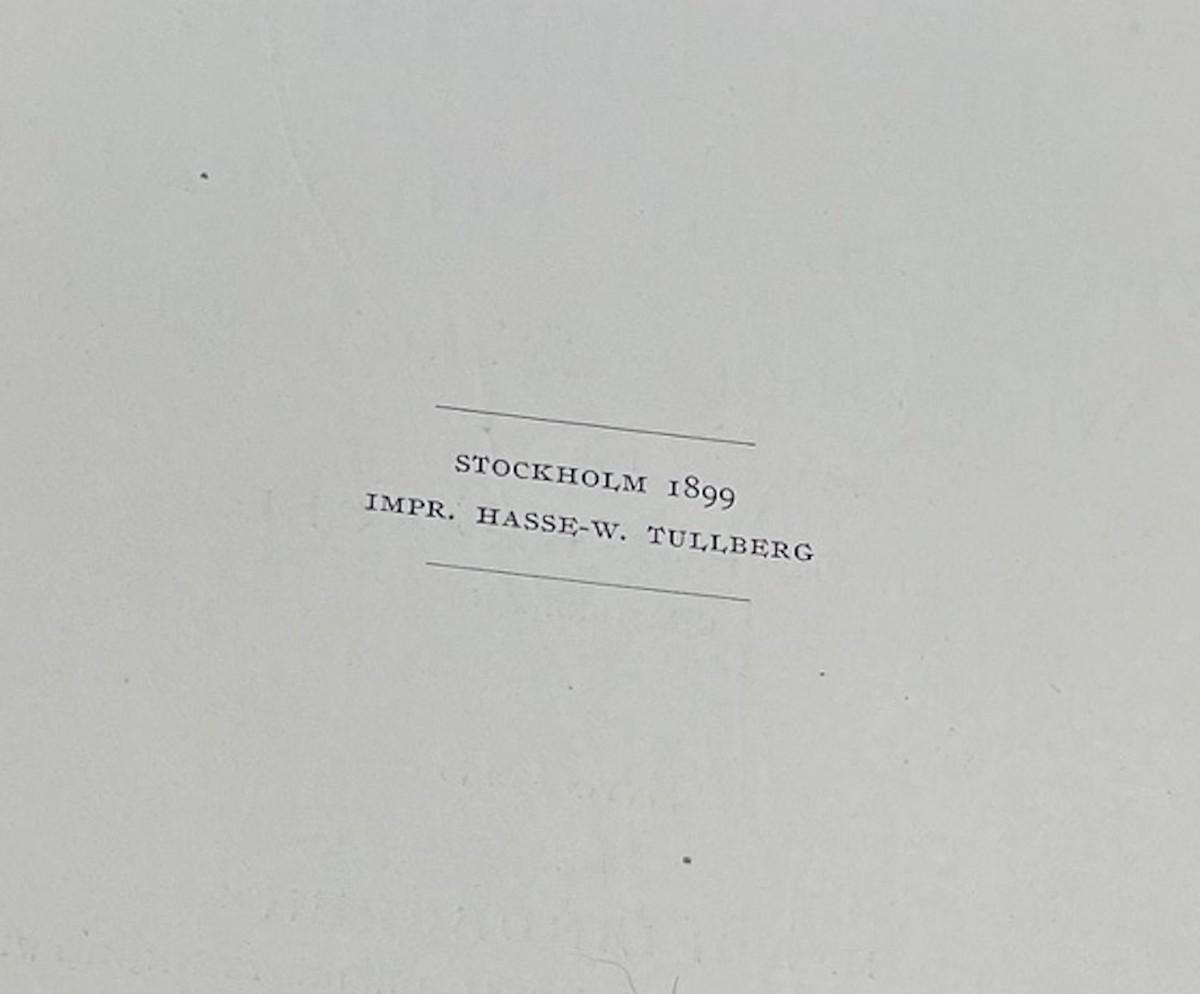 STOCKHOLM 1899
IMPR. HASSE-W. TULLBERG